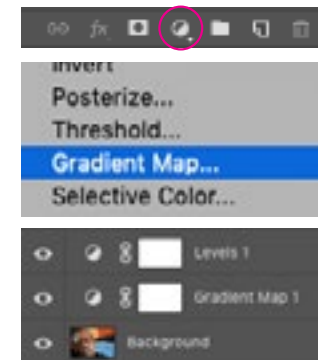 fx
Invert
Posterize...
Threshold...
Gradient Map...
Selective Color...
Levels 1
Gradient Map 1
Background